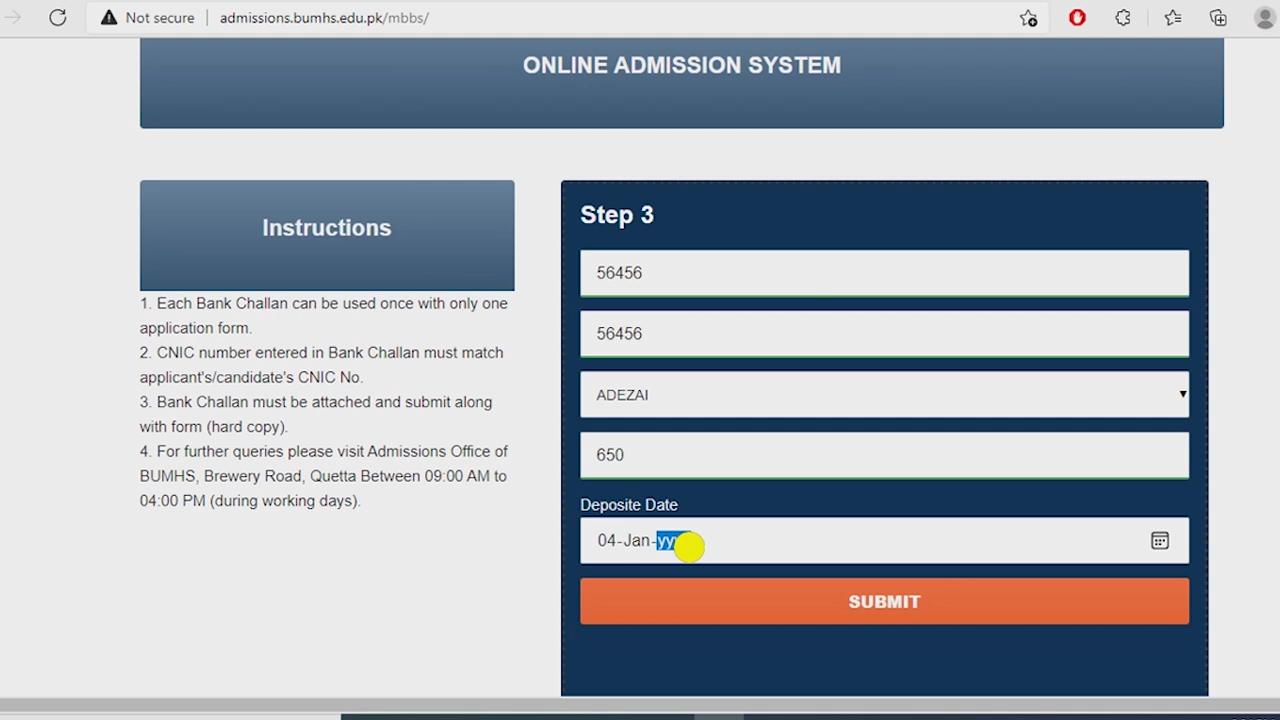 Not secure admissions.bumhs.edu.pk/mbbs/
ONLINE ADMISSION SYSTEM
Instructions
1. Each Bank Challan can be used once with only one
application form.
2. CNIC number entered in Bank Challan must match
applicant's/candidate's CNIC No.
3. Bank Challan must be attached and submit along
with form (hard copy).
4. For further queries please visit Admissions Office of
BUMHS, Brewery Road, Quetta Between 09:00 AM to
04:00 PM (during working days).
Step 3
56456
56456
ADEZAI
650
Deposite Date
04-Jan-
SUBMIT